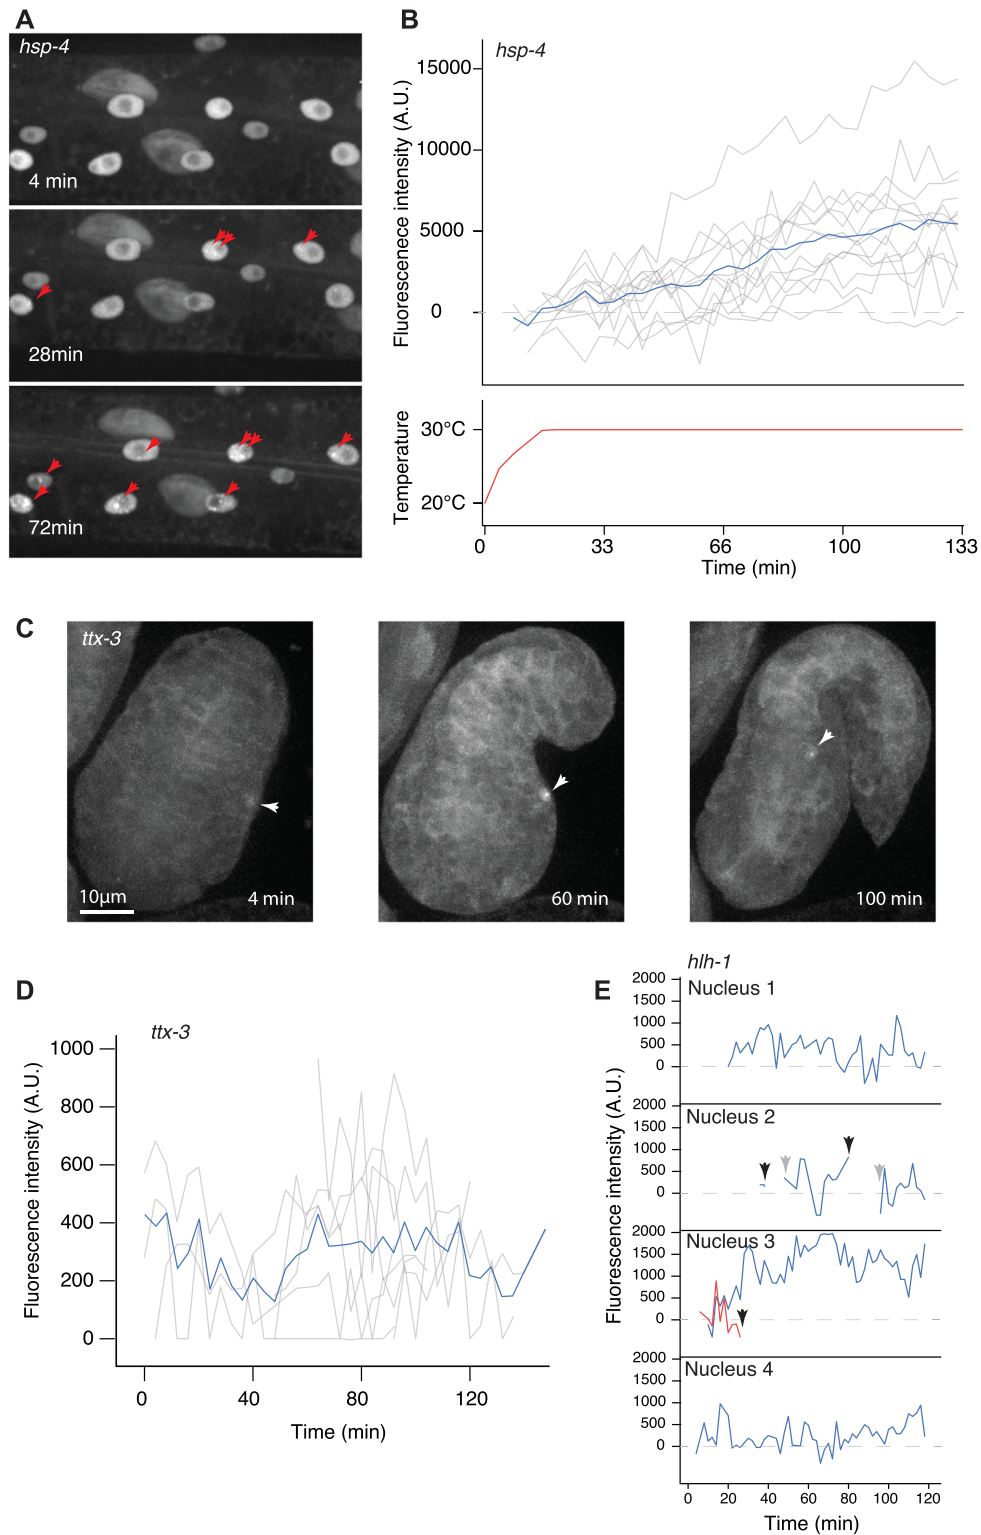 A
hsp-4
4 min
28min
72min
B
hsp-4
Fluorescenece intensity (A.U.)
15000
10000
5000
0
Temperature
30°C
20°C
0 33 66 100 133
Time (min)
C
ttx-3
10µm
4 min
60 min
100 min
D
ttx-3
Fluorescence intensity (A.U.)
1000
800
600
400
200
0
0 40 80 120
Time (min)
E
hlh-1
Fluorescence intensity (A.U.)
2000
Nucleus 1
1500
1000
500
0
2000
Nucleus 2
1500
1000
500
0
2000
Nucleus 3
1500
1000
500
0
2000
Nucleus 4
1500
1000
500
0
0 20 40 60 80 100 120
Time (min)